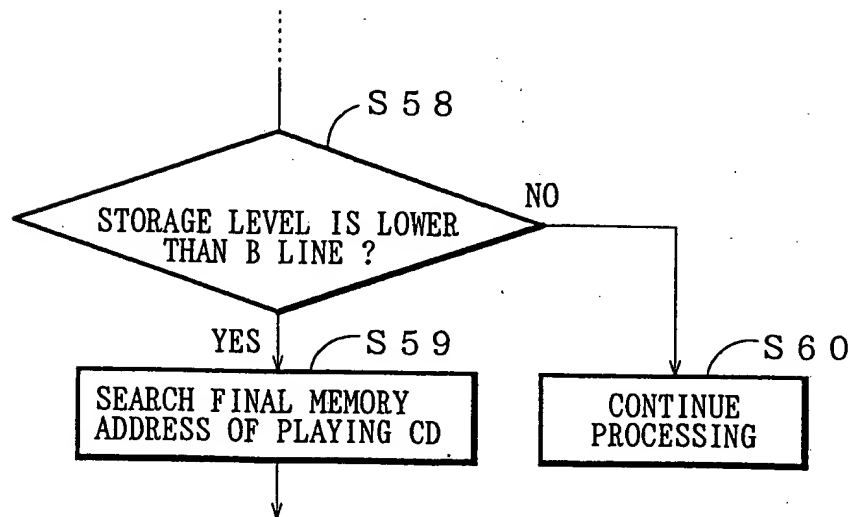 S58
NO
STORAGE LEVEL IS LOWER
THAN B LINE ?
YES
S59
S60
SEARCH FINAL MEMORY
ADDRESS OF PLAYING CD
CONTINUE
PROCESSING